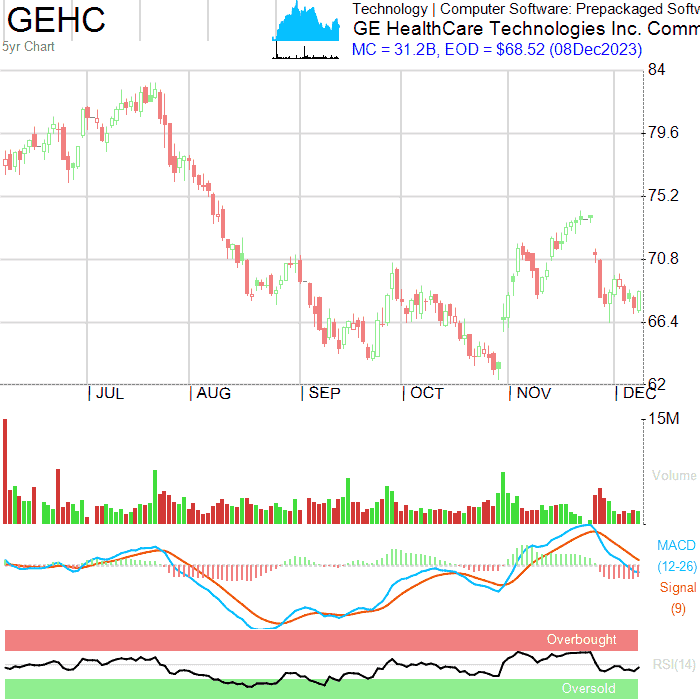 GEHC
5yr Chart
Technology | Computer Software: Prepackaged Softw
GE HealthCare Technologies Inc. Comm
MC = 31.2B, EOD = $68.52 (08Dec2023)
84
79.6
75.2
70.8
66.4
62
JUL AUG SEP OCT NOV DEC
15M
Volume
MACD
(12-26)
Signal
(9)
Overbought
RSI(14)
Oversold